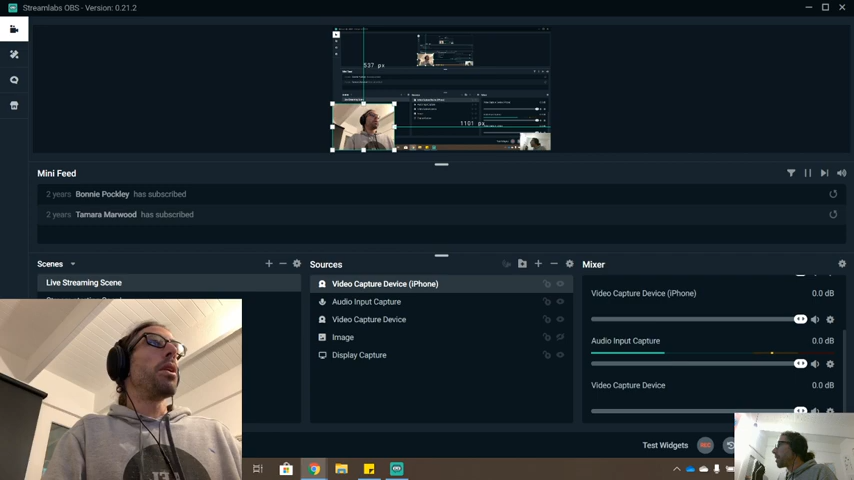 Streamlabs OBS - Version: 0.21.2
537 px
1101 px
Mini Feed
2 years Bonnie Pockley has subscribed
2 years Tamara Marwood has subscribed
Scenes
Live Streaming Scene
Sources
Video Capture Device (iPhone)
Audio Input Capture
Video Capture Device
Image
Display Capture
Mixer
Video Capture Device (iPhone) 0.0 dB
Audio Input Capture 0.0 dB
Video Capture Device 0.0 dB
Test Widgets
REC